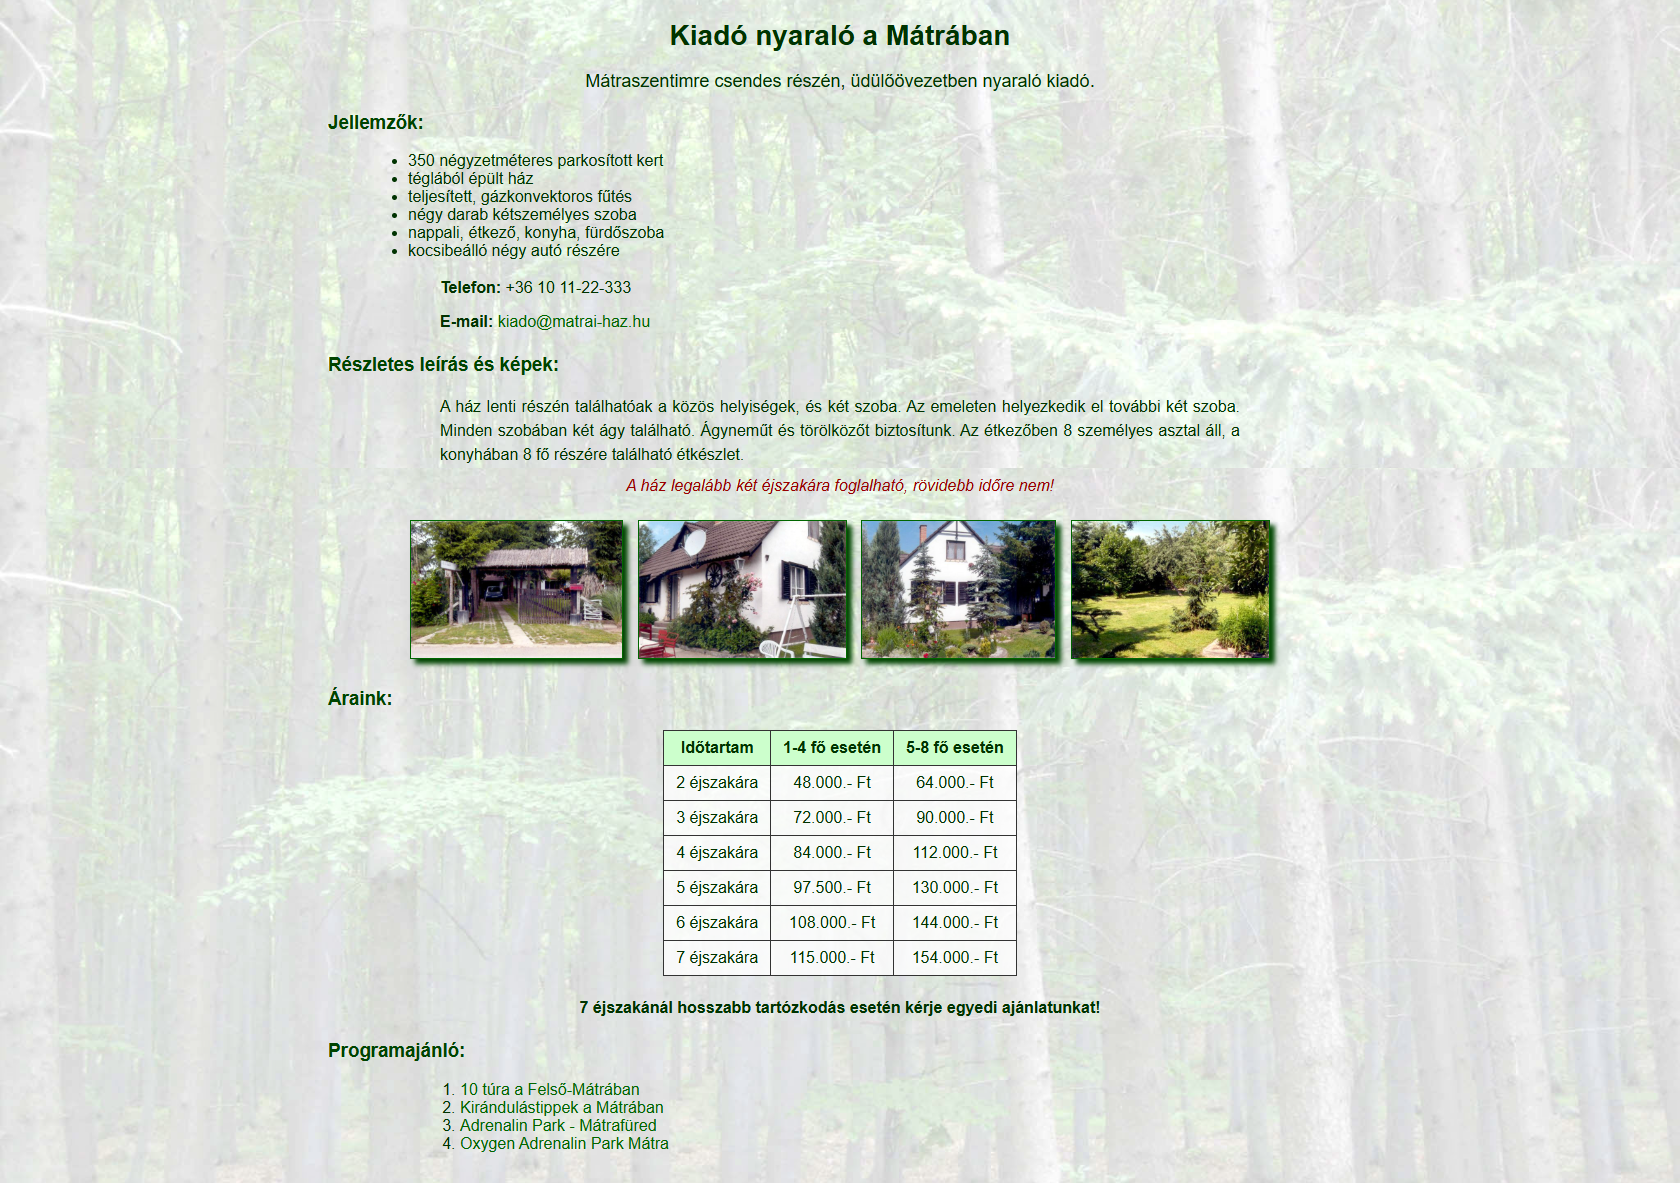 Kiadó nyaraló a Mátrában
Mátraszentimre csendes részén, üdülőövezetben nyaraló kiadó.
Jellemzők:
• 350 négyzetméteres parkosított kert
• téglából épült ház
• teljesített, gázkonvektoros fűtés
• négy darab kétszemélyes szoba
• nappali, étkező, konyha, fürdőszoba
• kocsibeálló négy autó részére
Telefon: +36 10 11-22-333
E-mail: kiado@matrai-haz.hu
Részletes leírás és képek:
A ház lenti részén találhatóak a közös helyiségek, és két szoba. Az emeleten helyezkedik el további két szoba.
Minden szobában két ágy található. Ágyneműt és törölközőt biztosítunk. Az étkezőben 8 személyes asztal áll, a
konyhában 8 fő részére található étkészlet.
A ház legalább két éjszakára foglalható, rövidebb időre nem!
Áraink:
Időtartam 1-4 fő esetén 5-8 fő esetén
2 éjszakára 48.000.- Ft 64.000.- Ft
3 éjszakára 72.000.- Ft 90.000.- Ft
4 éjszakára 84.000.- Ft 112.000.- Ft
5 éjszakára 97.500.- Ft 130.000.- Ft
6 éjszakára 108.000.- Ft 144.000.- Ft
7 éjszakára 115.000.- Ft 154.000.- Ft
7 éjszakánál hosszabb tartózkodás esetén kérje egyedi ajánlatunkat!
Programajánló:
1. 10 túra a Felső-Mátrában
2. Kirándulástippek a Mátrában
3. Adrenalin Park - Mátrafüred
4. Oxygen Adrenalin Park Mátra